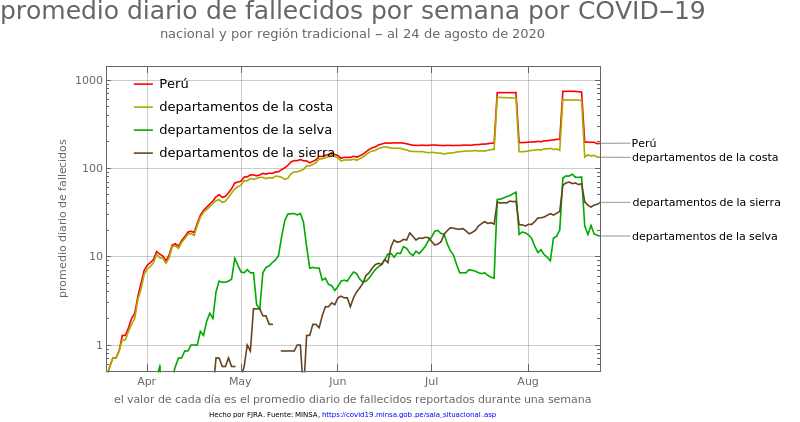 promedio diario de fallecidos por semana por COVID−19
nacional y por región tradicional − al 24 de agosto de 2020
promedio diario de fallecidos
1000
100
10
1
Perú
departamentos de la costa
departamentos de la selva
departamentos de la sierra
Perú
departamentos de la costa
departamentos de la sierra
departamentos de la selva
Apr May Jun Jul Aug
el valor de cada día es el promedio diario de fallecidos reportados durante una semana
Hecho por FJRA. Fuente: MINSA, https://covid19.minsa.gob.pe/sala_situacional .asp